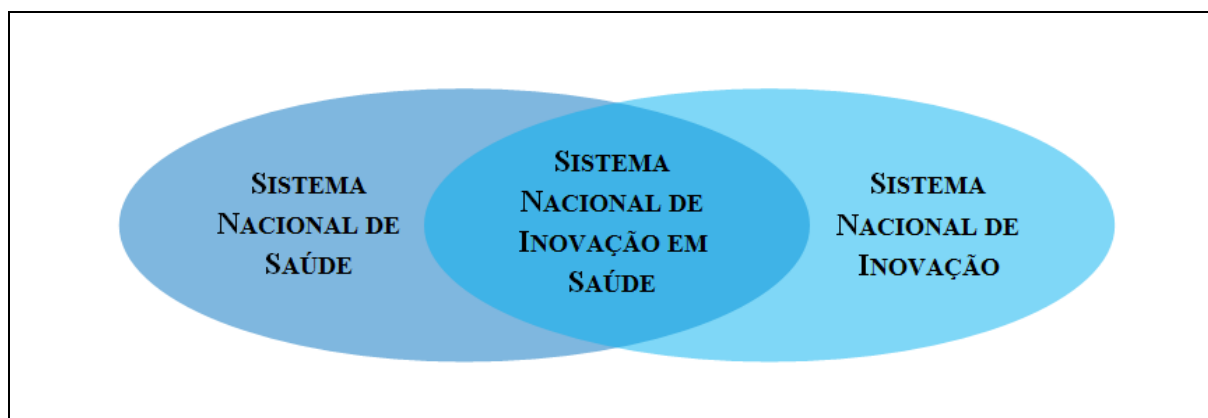 SISTEMA
NACIONAL DE
SAÚDE
SISTEMA
NACIONAL DE
INOVAÇÃO EM
SAÚDE
SISTEMA
NACIONAL DE
INOVAÇÃO